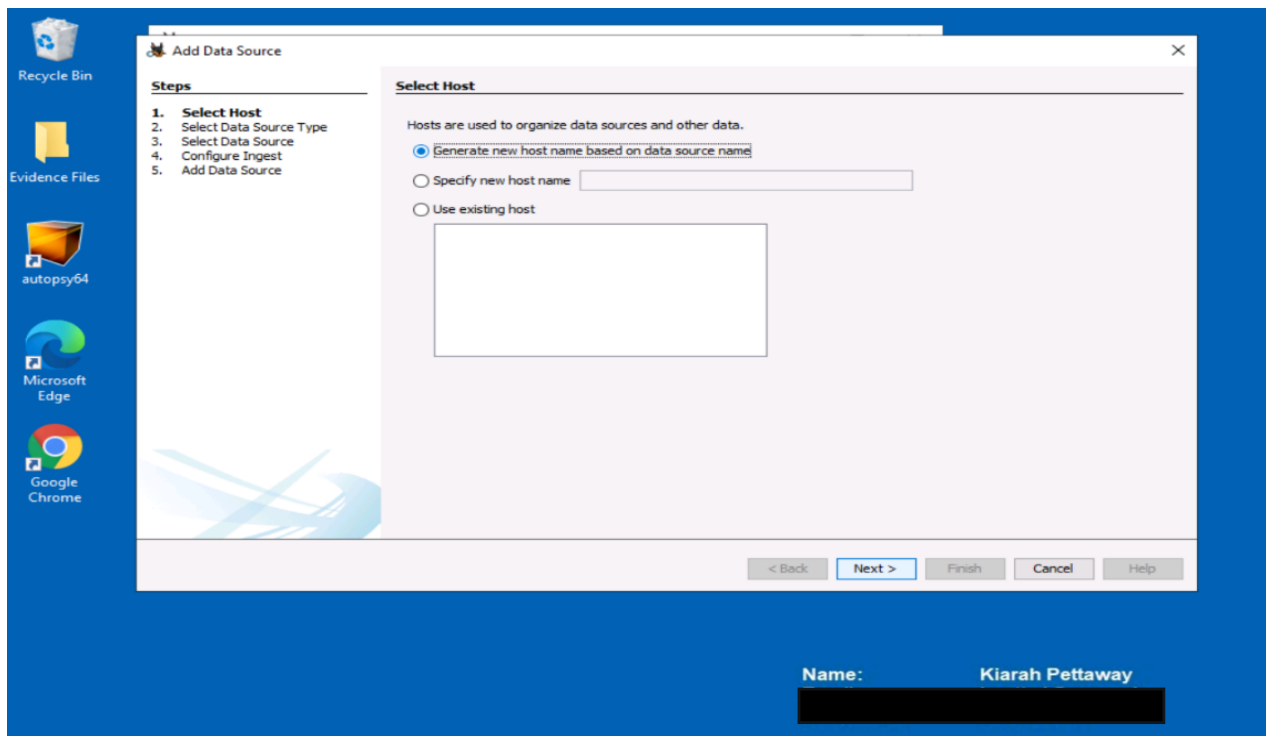 Recycle Bin
Evidence Files
autopsy64
Microsoft
Edge
Google
Chrome
Add Data Source
Steps
1. Select Host
2. Select Data Source Type
3. Select Data Source
4. Configure Ingest
5. Add Data Source
Select Host
Hosts are used to organize data sources and other data.
Generate new host name based on data source name
Specify new host name
Use existing host
< Back Next > Finish Cancel Help
Name: Kiarah Pettaway